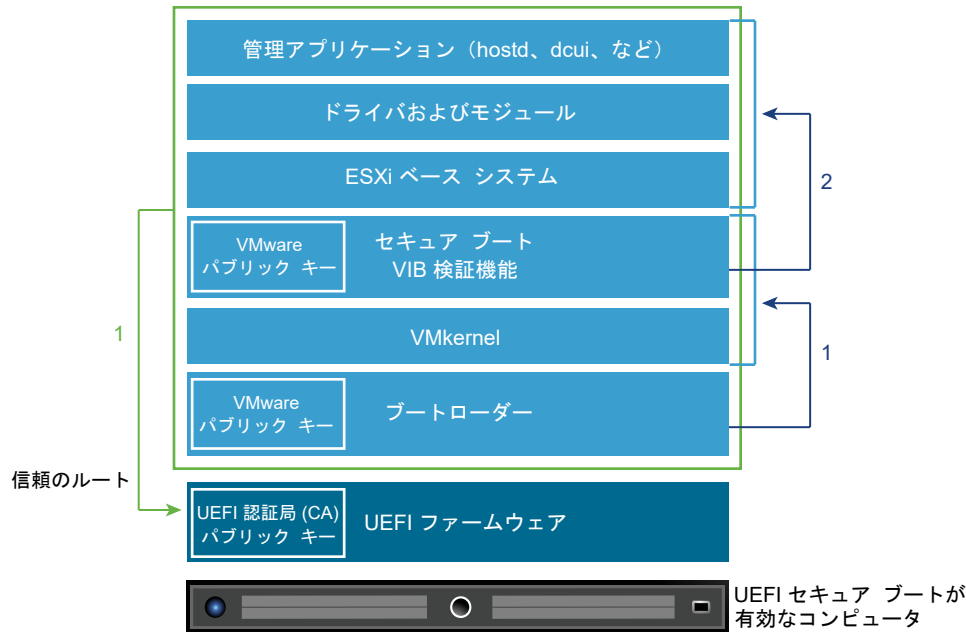 管理アプリケーション（hostd、dcui、など）
ドライバおよびモジュール
ESXi ベース システム
2
VMware
パブリック キー
セキュア ブート
VIB 検証機能
1
VMkernel
1
VMware
パブリック キー
ブートローダー
信頼のルート
UEFI 認証局 (CA)
パブリック キー
UEFI ファームウェア
UEFI セキュア ブートが
有効なコンピュータ